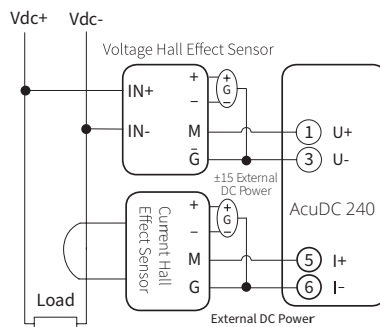 Vdc+ Vdc-
Voltage Hall Effect Sensor
IN+
IN-
+
−
M
G
+
G
−
1 U+
3 U-
±15 External
DC Power
AcuDC 240
Current Hall
Effect Sensor
+
−
M
G
+
G
−
5 I+
6 I−
Load
External DC Power